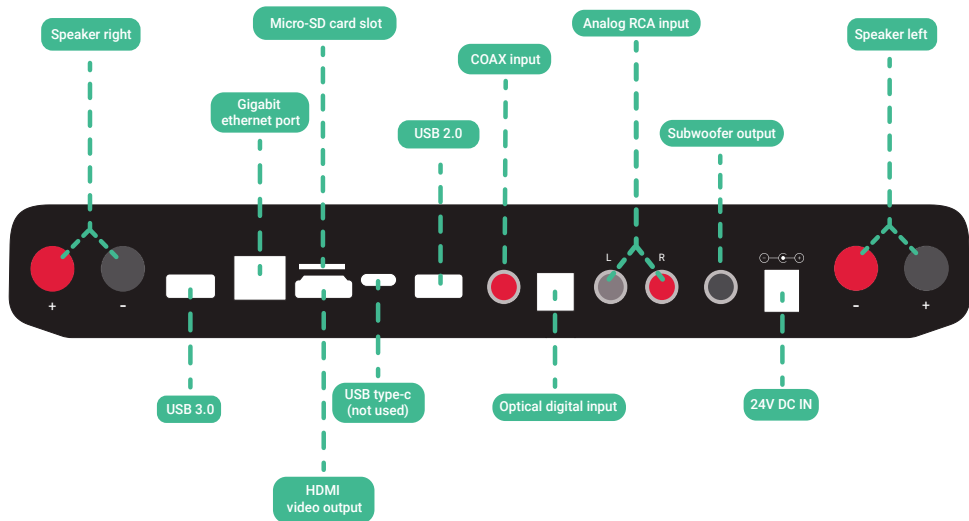 Speaker right
Micro-SD card slot
Analog RCA input
Speaker left
COAX input
Gigabit
ethernet port
USB 2.0
Subwoofer output
L
R
+
-
-
+
USB 3.0
USB type-c
(not used)
Optical digital input
24V DC IN
HDMI
video output